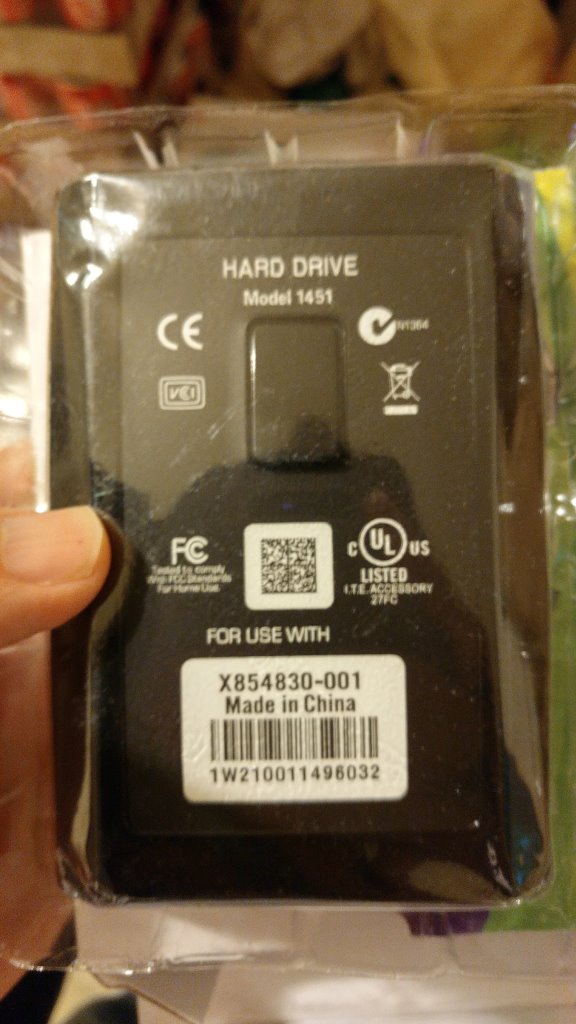 HARD DRIVE
Model 1451
CE
N1364
VCI
FC
Tested to comply
With FCC Standards
For Home Use
C UL US
LISTED
I.T.E. ACCESSORY
27FC
FOR USE WITH
X854830-001
Made in China
1W210011496032